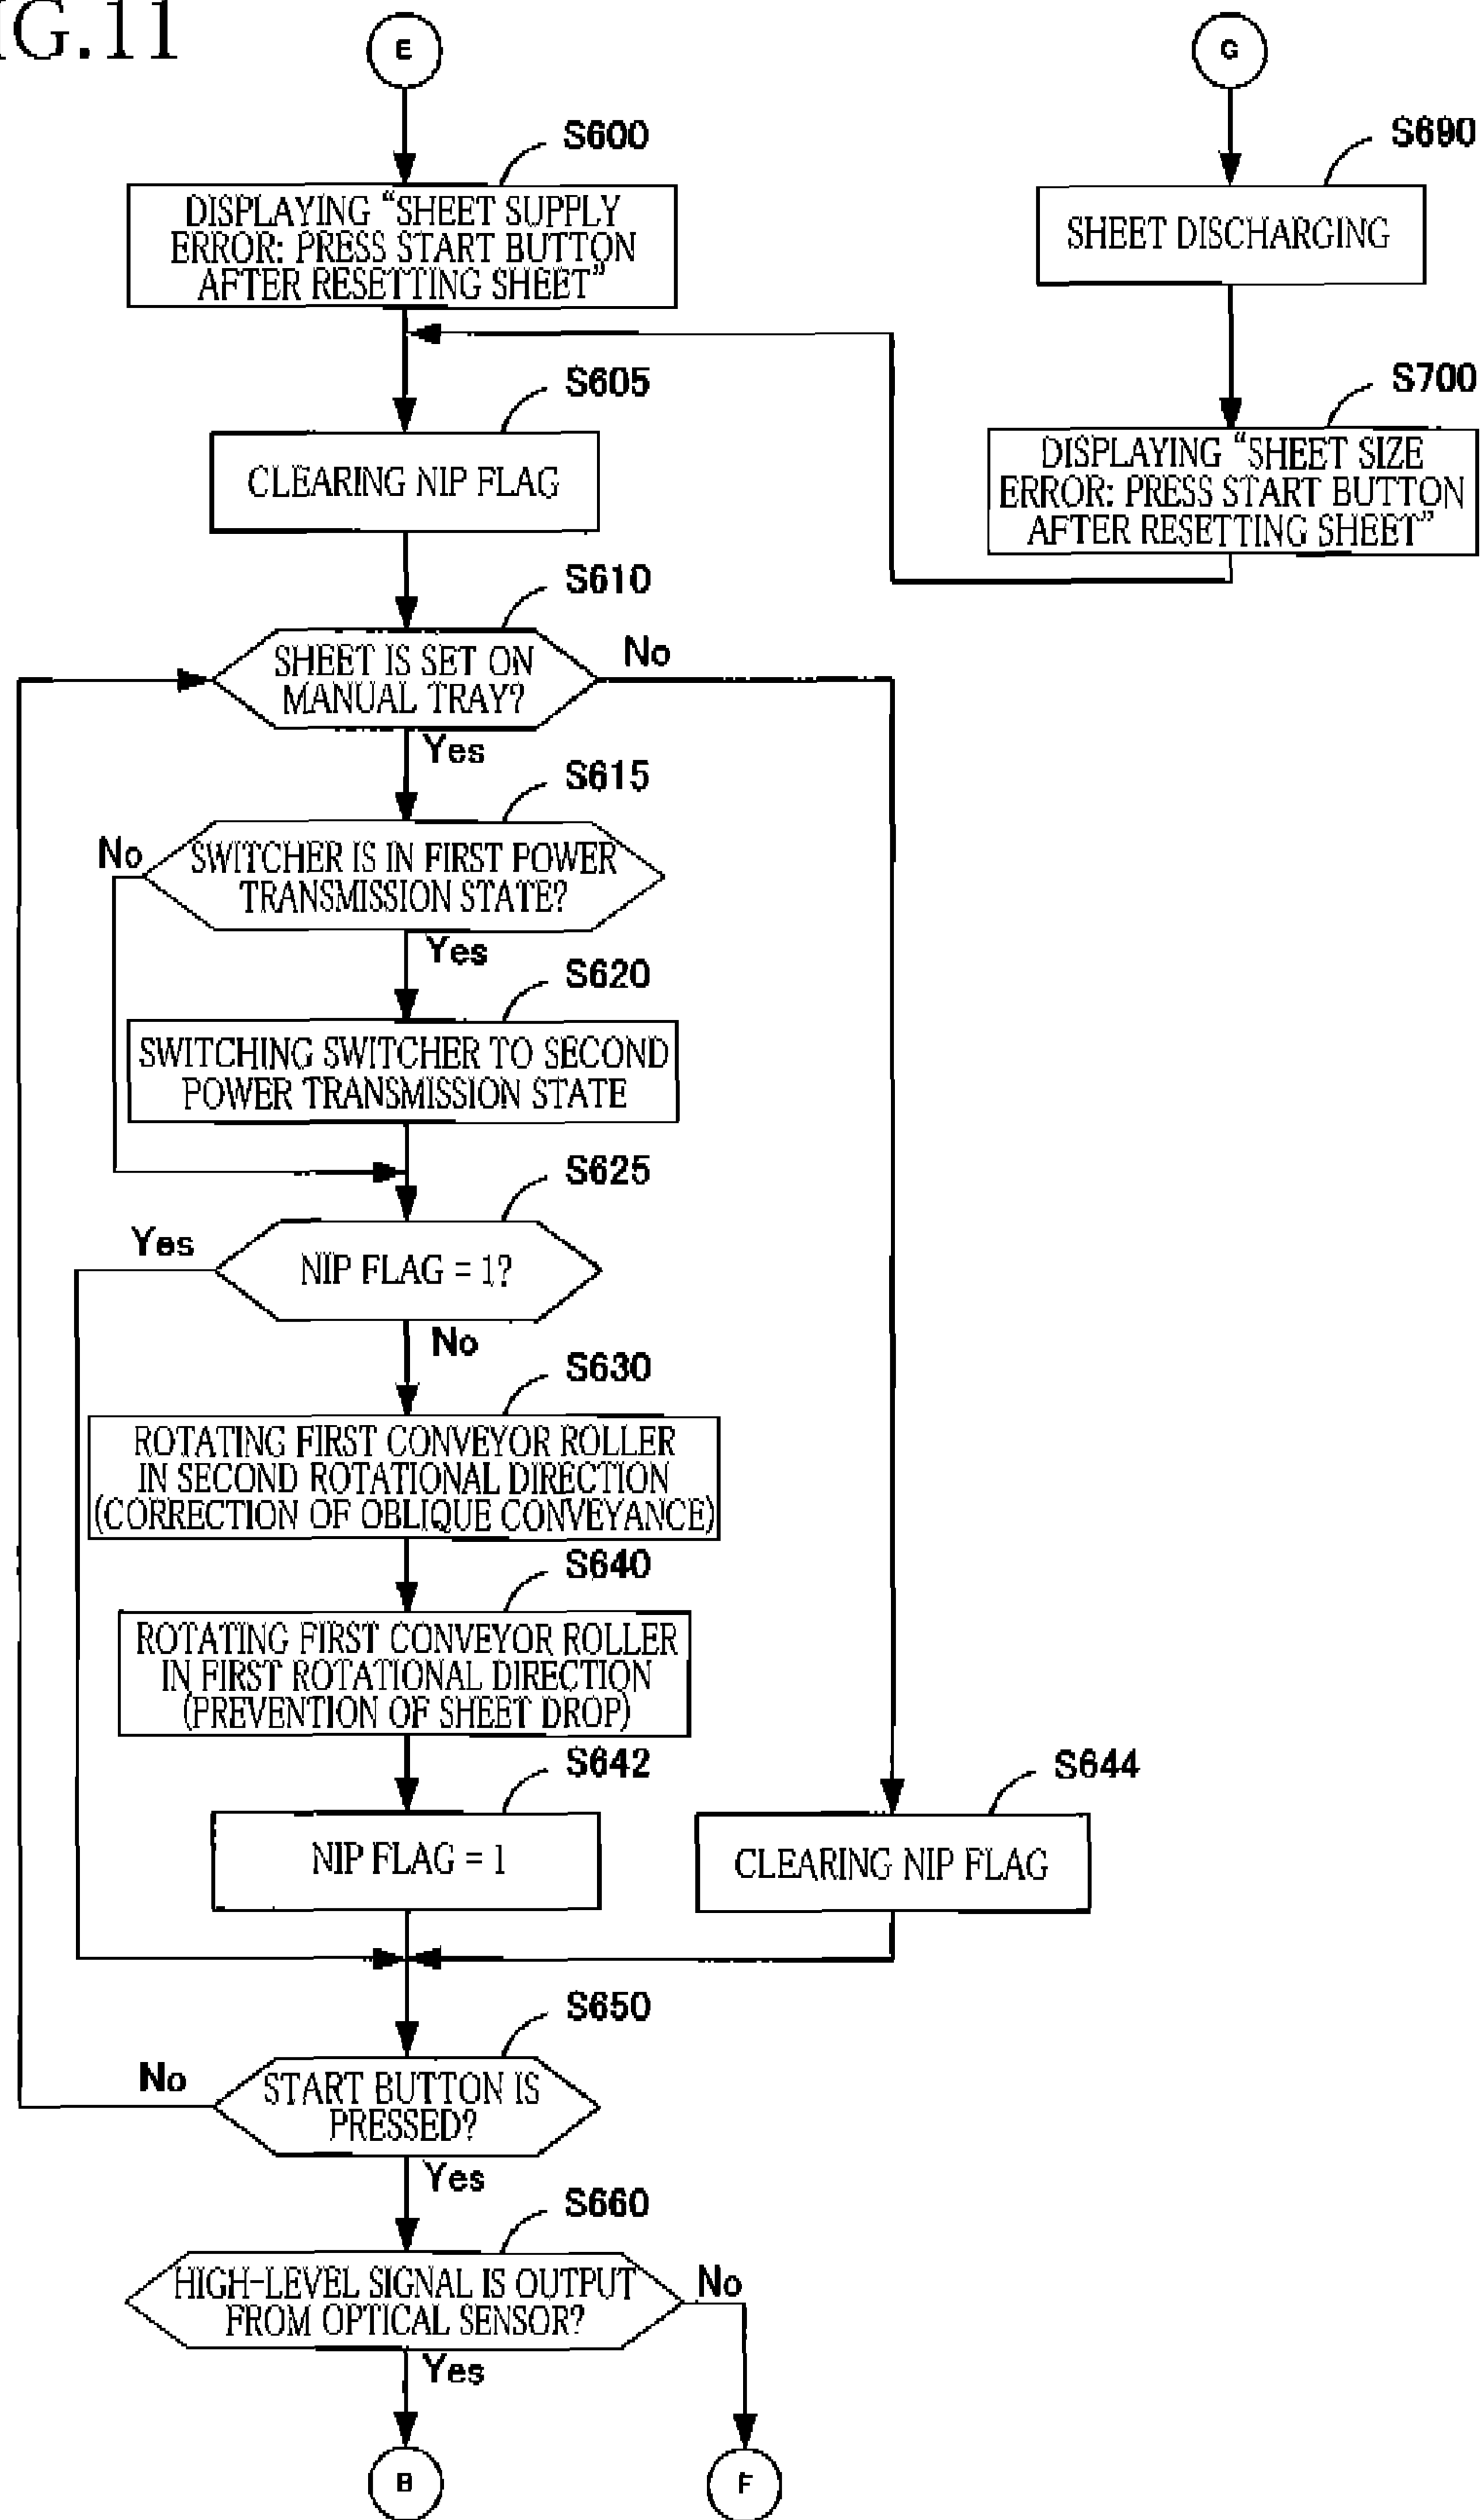 IG.11
E
S600
DISPLAYING “SHEET SUPPLY
ERROR: PRESS START BUTTON
AFTER RESETTING SHEET”
S605
CLEARING NIP FLAG
S610
SHEET IS SET ON
MANUAL TRAY?
No
Yes
S615
SWITCHER IS IN FIRST POWER
TRANSMISSION STATE?
No
Yes
S620
SWITCHING SWITCHER TO SECOND
POWER TRANSMISSION STATE
S625
NIP FLAG = 1?
Yes
No
S630
ROTATING FIRST CONVEYOR ROLLER
IN SECOND ROTATIONAL DIRECTION
(CORRECTION OF OBLIQUE CONVEYANCE)
S640
ROTATING FIRST CONVEYOR ROLLER
IN FIRST ROTATIONAL DIRECTION
(PREVENTION OF SHEET DROP)
S642
NIP FLAG = 1
S644
CLEARING NIP FLAG
S650
START BUTTON IS
PRESSED?
No
Yes
S660
HIGH-LEVEL SIGNAL IS OUTPUT
FROM OPTICAL SENSOR?
No
Yes
B
F
G
S690
SHEET DISCHARGING
S700
DISPLAYING “SHEET SIZE
ERROR: PRESS START BUTTON
AFTER RESETTING SHEET”